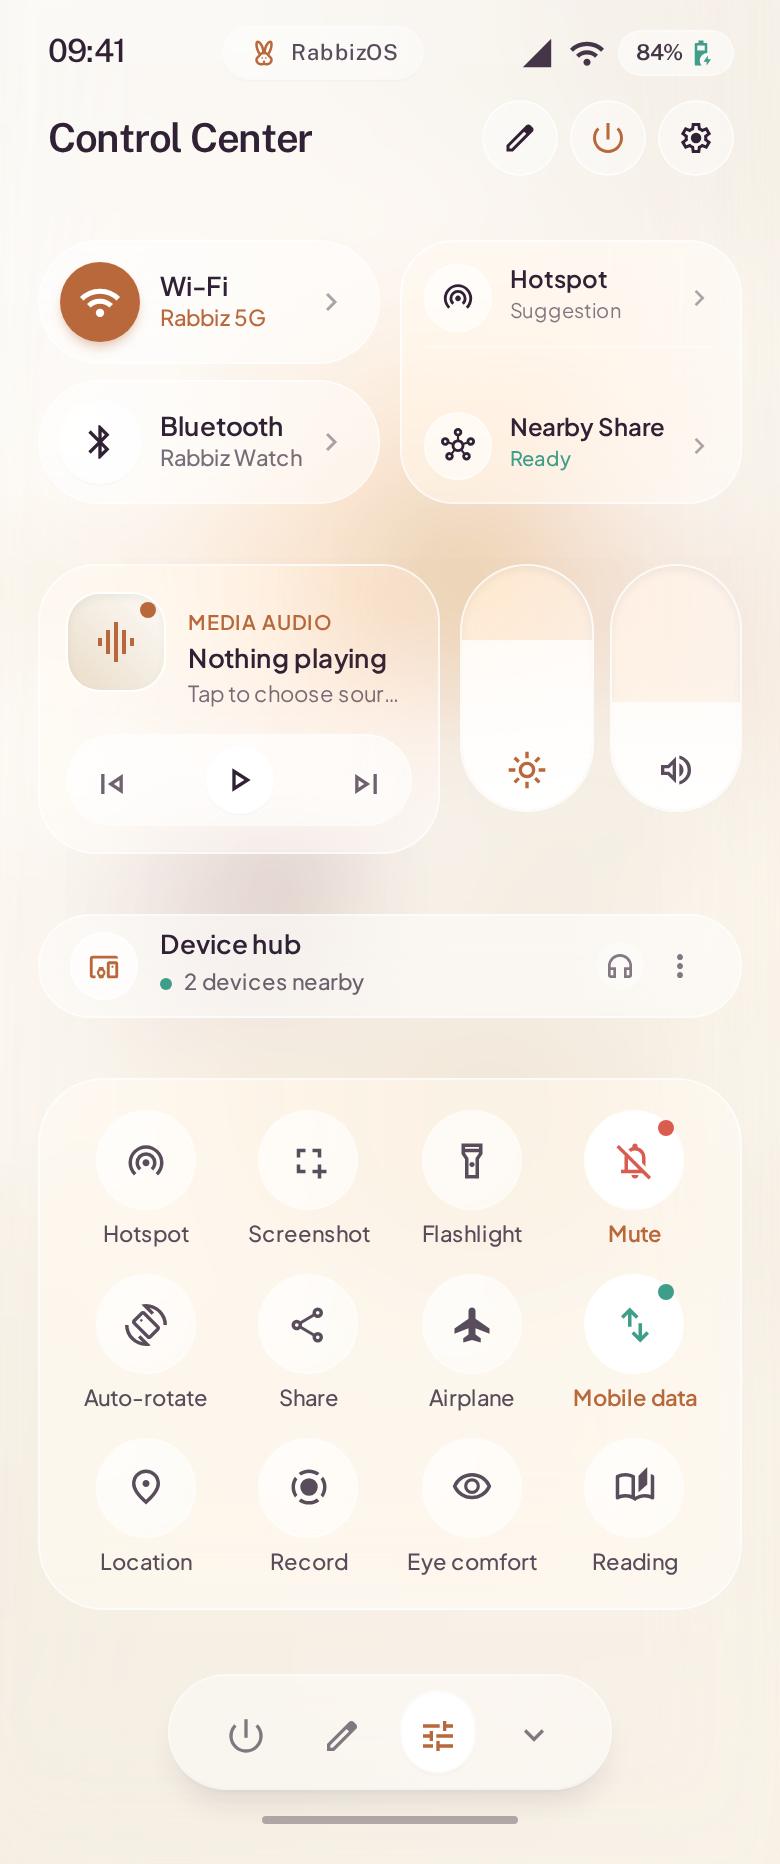 09:41
RabbizOS
84%
Control Center
Wi-Fi
Rabbiz 5G
Hotspot
Suggestion
Bluetooth
Rabbiz Watch
Nearby Share
Ready
MEDIA AUDIO
Nothing playing
Tap to choose sour...
Device hub
2 devices nearby
Hotspot
Screenshot
Flashlight
Mute
Auto-rotate
Share
Airplane
Mobile data
Location
Record
Eye comfort
Reading